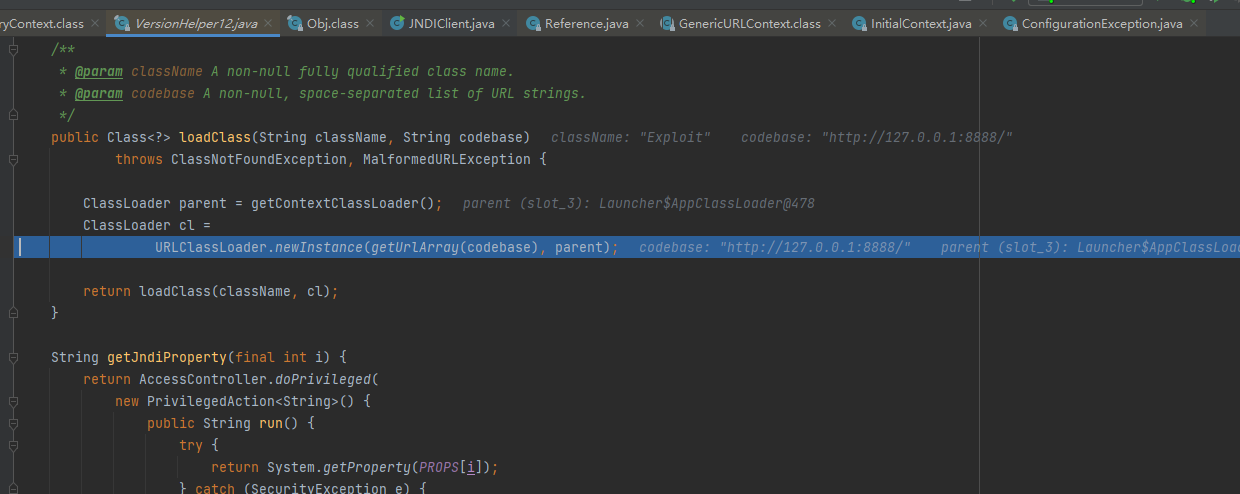 ryContext.class VersionHelper12.java Obj.class JNDIClient.java Reference.java GenericURLContext.class InitialContext.java ConfigurationException.java
/**
 * @param className A non-null fully qualified class name.
 * @param codebase A non-null, space-separated list of URL strings.
 */
public Class<?> loadClass(String className, String codebase) className: "Exploit" codebase: "http://127.0.0.1:8888/"
        throws ClassNotFoundException, MalformedURLException {
    ClassLoader parent = getContextClassLoader(); parent (slot_3): Launcher$AppClassLoader@478
    ClassLoader cl =
             URLClassLoader.newInstance(getUrlArray(codebase), parent); codebase: "http://127.0.0.1:8888/" parent (slot_3): Launcher$AppClassLoa
    return loadClass(className, cl);
}
String getJndiProperty(final int i) {
    return AccessController.doPrivileged(
        new PrivilegedAction<String>() {
            public String run() {
                try {
                    return System.getProperty(PROPS[i]);
                } catch (SecurityException e) {